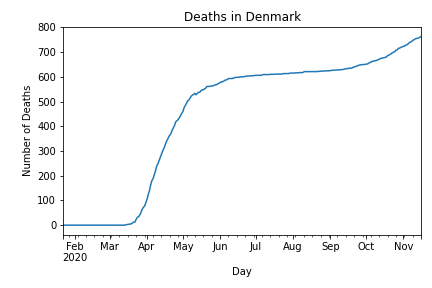 Deaths in Denmark
Number of Deaths
800
700
600
500
400
300
200
100
0
Feb Mar Apr May Jun Jul Aug Sep Oct Nov
2020
Day